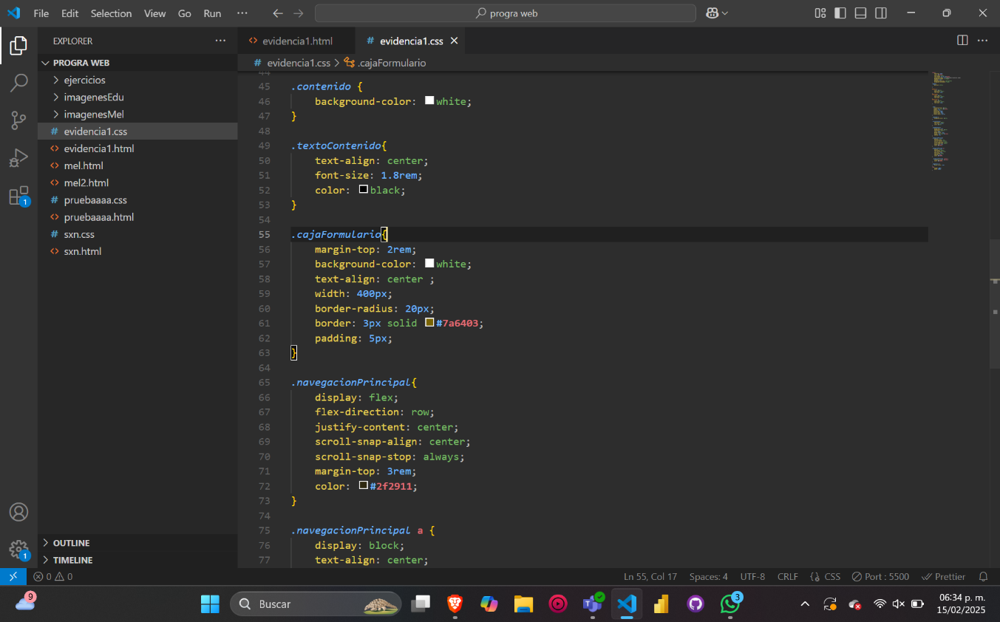 File Edit Selection View Go Run ··· progra web
EXPLORER ···
PROGRA WEB
ejercicios
imagenesEdu
imagenesMel
# evidencia1.css
<> evidencia1.html
<> mel.html
<> mel2.html
# pruebaaaa.css
<> pruebaaaa.html
# sxn.css
<> sxn.html
OUTLINE
TIMELINE
<> evidencia1.html # evidencia1.css
# evidencia1.css > .cajaFormulario
44
45 .contenido {
46 background-color: white;
47 }
48
49 .textoContenido{
50 text-align: center;
51 font-size: 1.8rem;
52 color: black;
53 }
54
55 .cajaFormulario{
56 margin-top: 2rem;
57 background-color: white;
58 text-align: center ;
59 width: 400px;
60 border-radius: 20px;
61 border: 3px solid #7a6403;
62 padding: 5px;
63 }
64
65 .navegacionPrincipal{
66 display: flex;
67 flex-direction: row;
68 justify-content: center;
69 scroll-snap-align: center;
70 scroll-snap-stop: always;
71 margin-top: 3rem;
72 color: #2f2911;
73 }
74
75 .navegacionPrincipal a {
76 display: block;
77 text-align: center;
1
1
0 0 Ln 55, Col 17 Spaces: 4 UTF-8 CRLF {} CSS Port : 5500 Prettier
9 Buscar 3 06:34 p. m.
15/02/2025